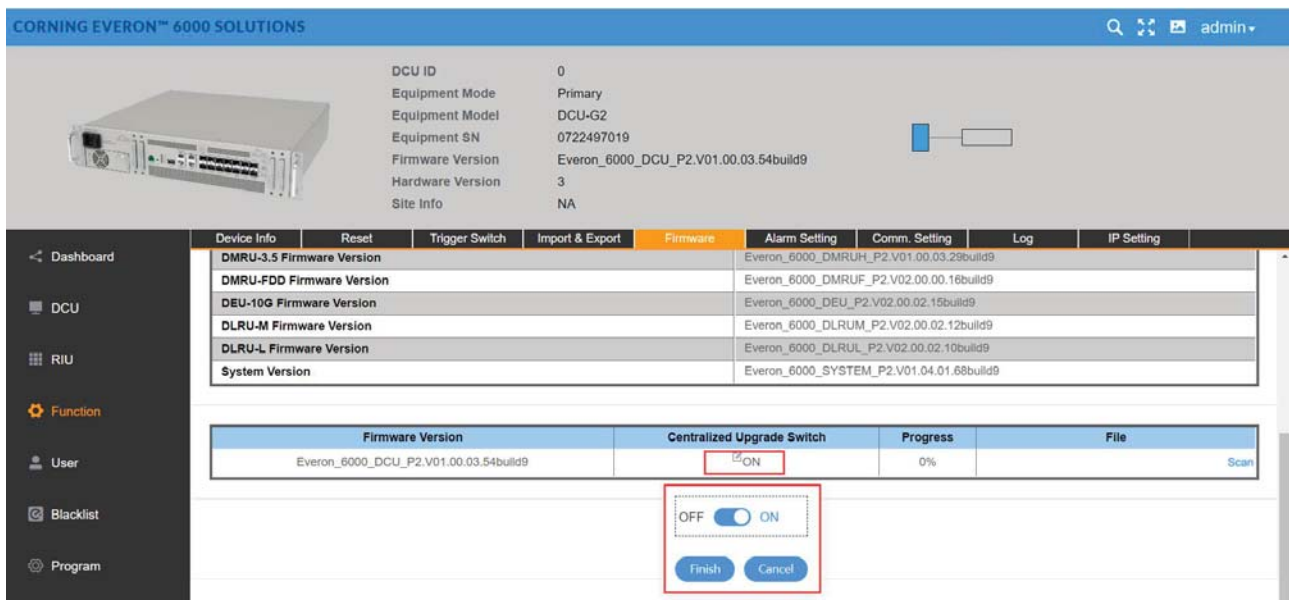 CORNING EVERON™ 6000 SOLUTIONS
admin
DCU ID 0
Equipment Mode Primary
Equipment Model DCU-G2
Equipment SN 0722497019
Firmware Version Everon_6000_DCU_P2.V01.00.03.54build9
Hardware Version 3
Site Info NA
Device Info Reset Trigger Switch Import & Export Firmware Alarm Setting Comm. Setting Log IP Setting
Dashboard
DCU
RIU
Function
User
Blacklist
Program
DMRU-3.5 Firmware Version Everon_6000_DMRUH_P2.V01.00.03.29build9
DMRU-FDD Firmware Version Everon_6000_DMRUF_P2.V02.00.00.16build9
DEU-10G Firmware Version Everon_6000_DEU_P2.V02.00.02.15build9
DLRU-M Firmware Version Everon_6000_DLRUM_P2.V02.00.02.12build9
DLRU-L Firmware Version Everon_6000_DLRUL_P2.V02.00.02.10build9
System Version Everon_6000_SYSTEM_P2.V01.04.01.68build9
Firmware Version Centralized Upgrade Switch Progress File
Everon_6000_DCU_P2.V01.00.03.54build9 ON 0% Scan
OFF ON
Finish Cancel